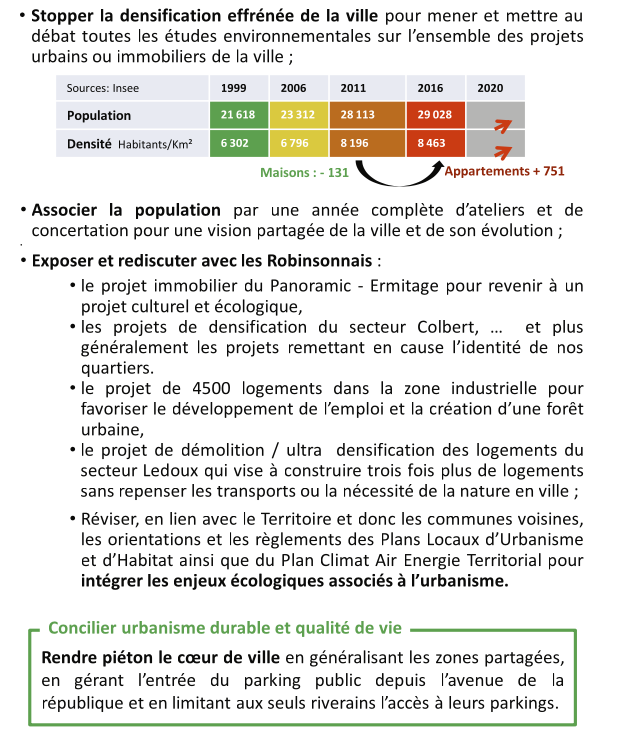 • Stopper la densification effrénée de la ville pour mener et mettre au
débat toutes les études environnementales sur l’ensemble des projets
urbains ou immobiliers de la ville ;
Sources: Insee 1999 2006 2011 2016 2020
Population 21 618 23 312 28 113 29 028
Densité Habitants/Km² 6 302 6 796 8 196 8 463
Maisons : - 131 Appartements + 751
• Associer la population par une année complète d’ateliers et de
concertation pour une vision partagée de la ville et de son évolution ;
• Exposer et rediscuter avec les Robinsonnais :
• le projet immobilier du Panoramic - Ermitage pour revenir à un
projet culturel et écologique,
• les projets de densification du secteur Colbert, … et plus
généralement les projets remettant en cause l’identité de nos
quartiers.
• le projet de 4500 logements dans la zone industrielle pour
favoriser le développement de l’emploi et la création d’une forêt
urbaine,
• le projet de démolition / ultra densification des logements du
secteur Ledoux qui vise à construire trois fois plus de logements
sans repenser les transports ou la nécessité de la nature en ville ;
• Réviser, en lien avec le Territoire et donc les communes voisines,
les orientations et les règlements des Plans Locaux d’Urbanisme
et d’Habitat ainsi que du Plan Climat Air Energie Territorial pour
intégrer les enjeux écologiques associés à l’urbanisme.
Concilier urbanisme durable et qualité de vie
Rendre piéton le cœur de ville en généralisant les zones partagées,
en gérant l’entrée du parking public depuis l’avenue de la
république et en limitant aux seuls riverains l’accès à leurs parkings.